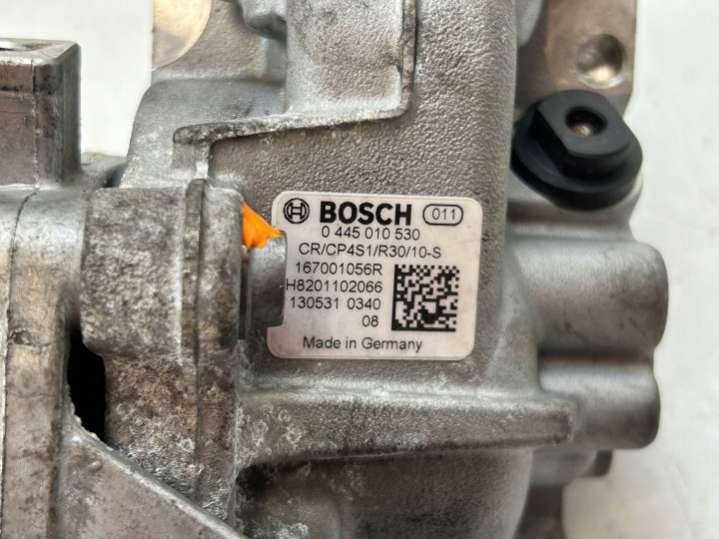 BOSCH 011
0 445 010 530
CR/CP4S1/R30/10-S
167001056R
H8201102066
130531 0340
08
Made in Germany